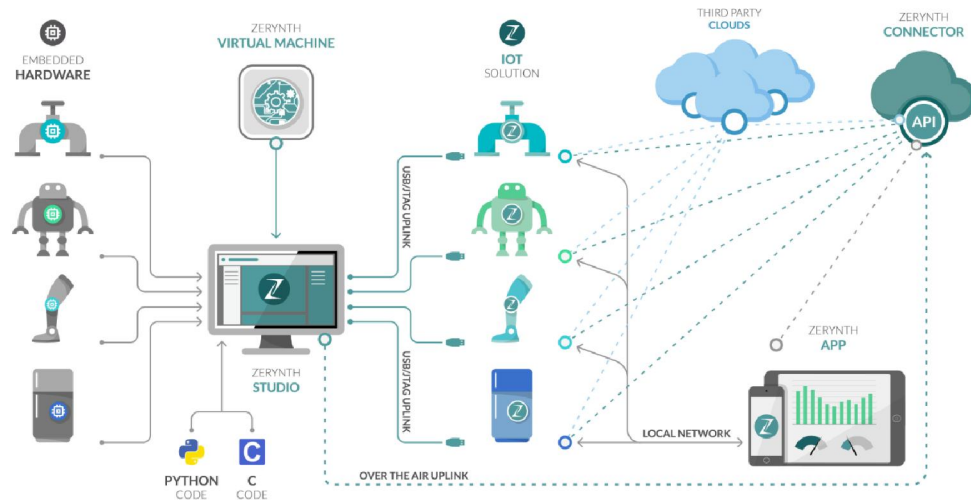 EMBEDDED
HARDWARE
ZERYNTH
VIRTUAL MACHINE
IOT
SOLUTION
THIRD PARTY
CLOUDS
ZERYNTH
CONNECTOR
API
Z
Z
Z
Z
Z
USB/JTAG UPLINK
Z
ZERYNTH
STUDIO
USB/JTAG UPLINK
PYTHON
CODE
C
C
CODE
ZERYNTH
APP
Z
LOCAL NETWORK
OVER THE AIR UPLINK